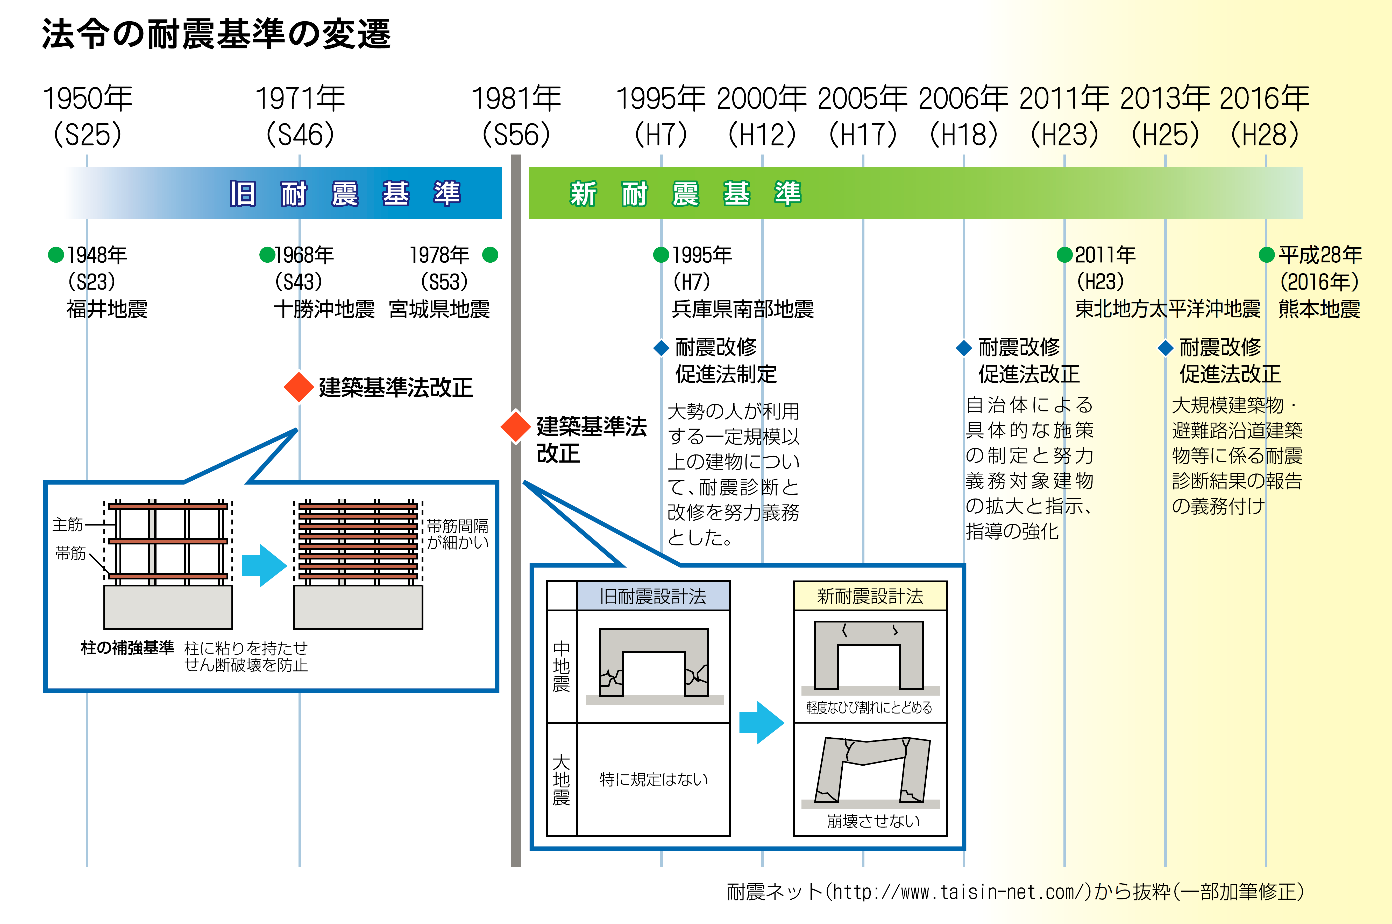 法令の耐震基準の変遷
1950年
(S25)
1971年
(S46)
1981年
(S56)
1995年
(H7)
2000年
(H12)
2005年
(H17)
2006年
(H18)
2011年
(H23)
2013年
(H25)
2016年
(H28)
旧耐震基準
新耐震基準
1948年
(S23)
福井地震
1968年
(S43)
十勝沖地震
1978年
(S53)
宮城県地震
1995年
(H7)
兵庫県南部地震
2011年
(H23)
東北地方太平洋沖地震
平成28年
(2016年)
熊本地震
建築基準法改正
建築基準法
改正
耐震改修
促進法制定
大勢の人が利用
する一定規模以
上の建物につい
て、耐震診断と
改修を努力義務
とした。
耐震改修
促進法改正
自治体による
具体的な施策
の制定と努力
義務対象建物
の拡大と指示、
指導の強化
耐震改修
促進法改正
大規模建築物・
避難路沿道建築
物等に係る耐震
診断結果の報告
の義務付け
主筋
帯筋
帯筋間隔
が細かい
柱の補強基準
柱に粘りを持たせ
せん断破壊を防止
旧耐震設計法
新耐震設計法
中地震
軽度なひび割れにとどめる
大地震
特に規定はない
崩壊させない
耐震ネット(http://www.taisin-net.com/)から抜粋(一部加筆修正)